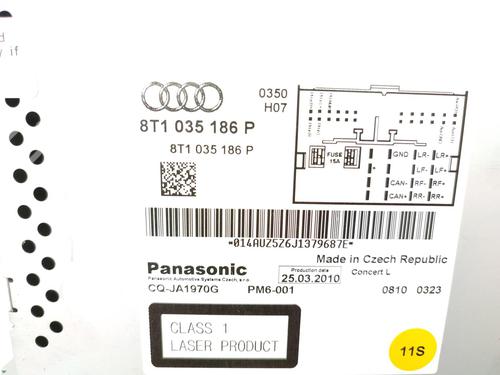 if
8T1 035 186 P
8T1 035 186 P
0350
H07
FUSE
15A
GND LR- LR+
+ LF- LF+
CAN- RF- RF+
CAN+ RR- RR+
*014AUZ5Z6J1379687E*
Panasonic
Panasonic Automotive Systems Czech, s.r.o.
CQ-JA1970G PM6-001
Made in Czech Republic
Production date
25.03.2010
Concert L
0810 0323
CLASS 1
LASER PRODUCT
11S